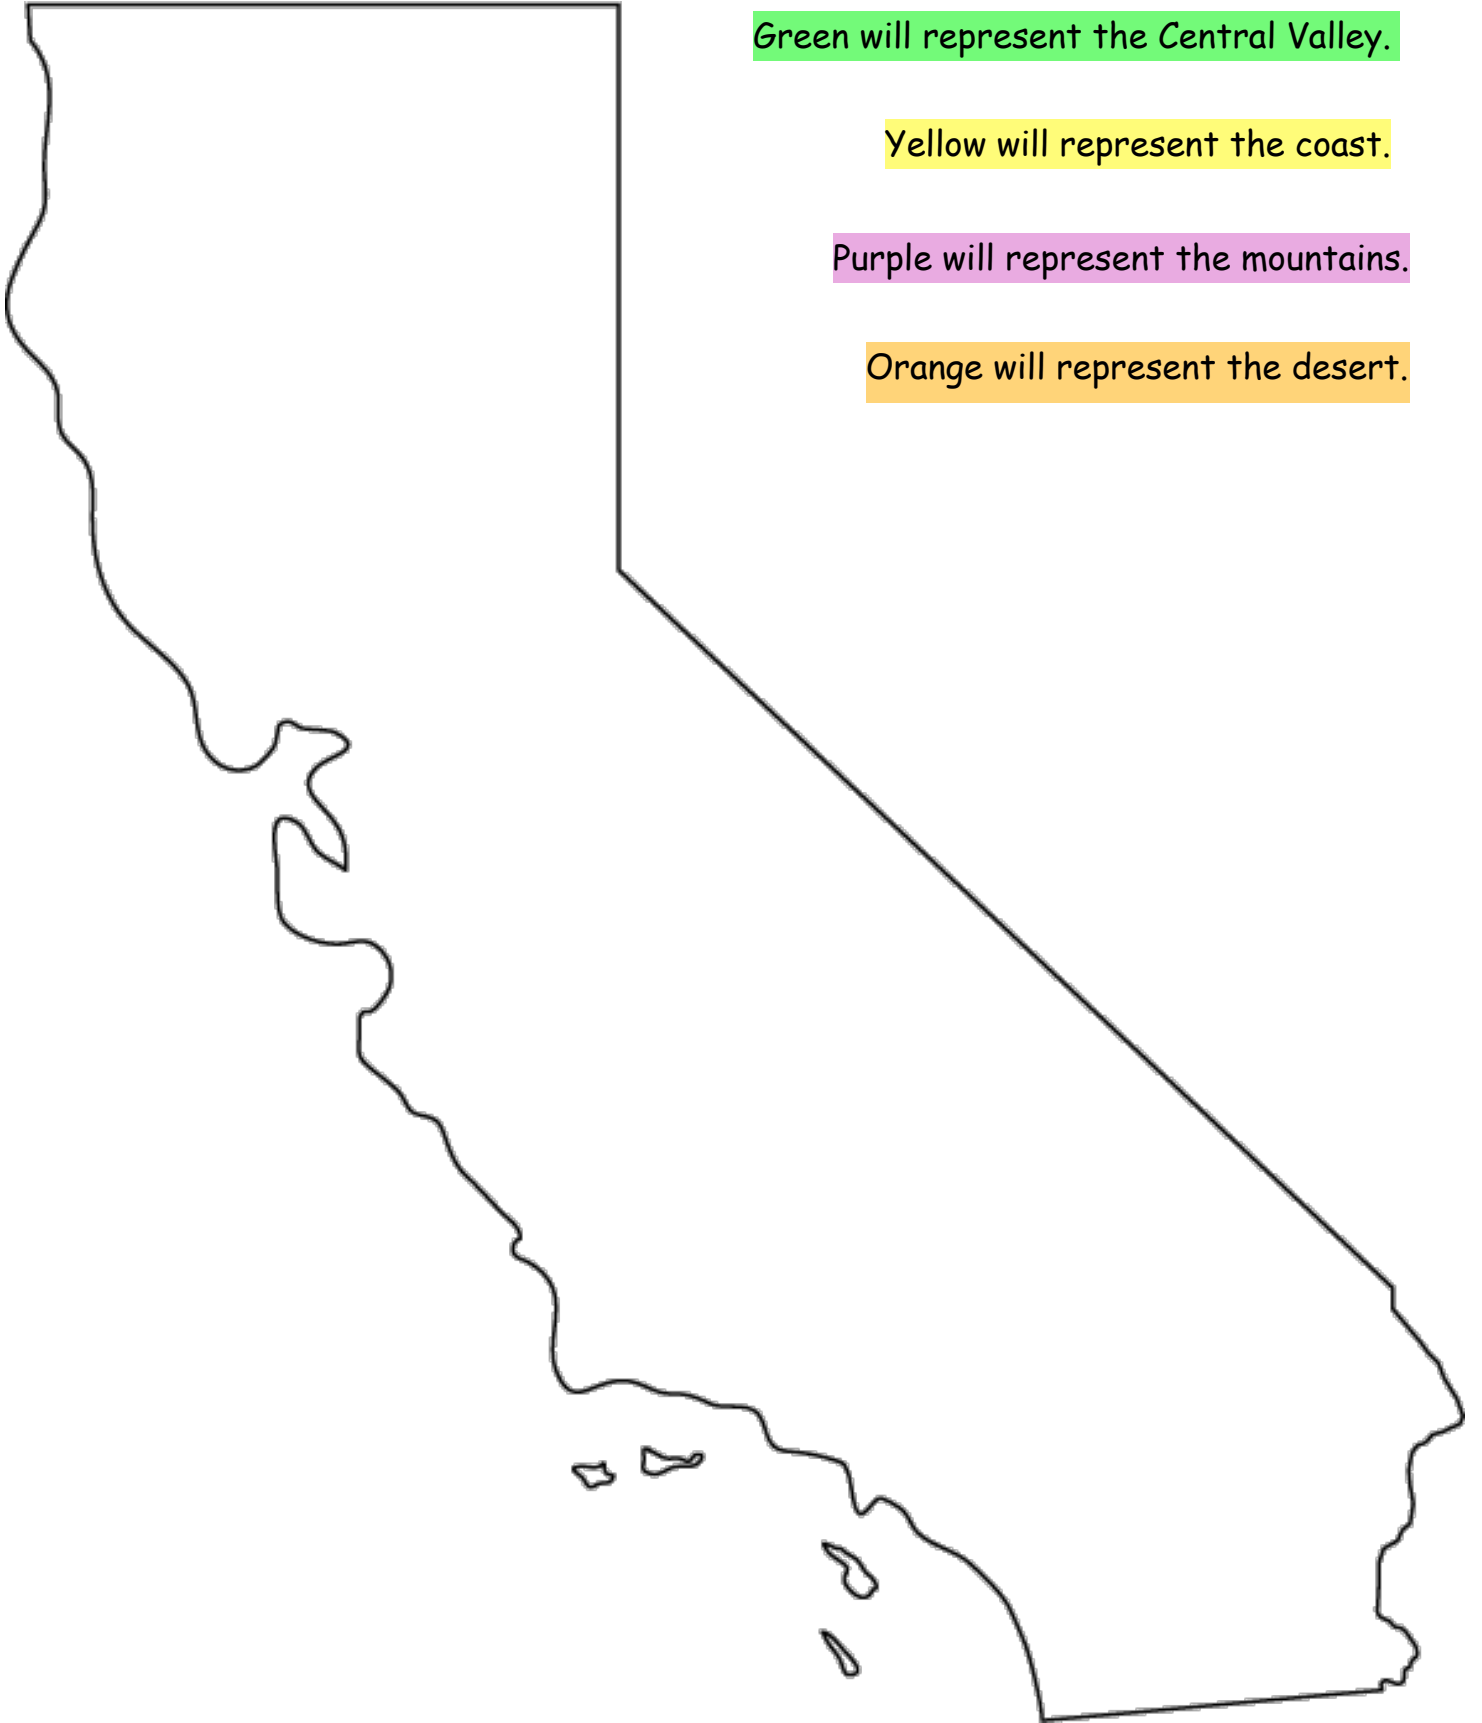 Green will represent the Central Valley.
Yellow will represent the coast.
Purple will represent the mountains.
Orange will represent the desert.